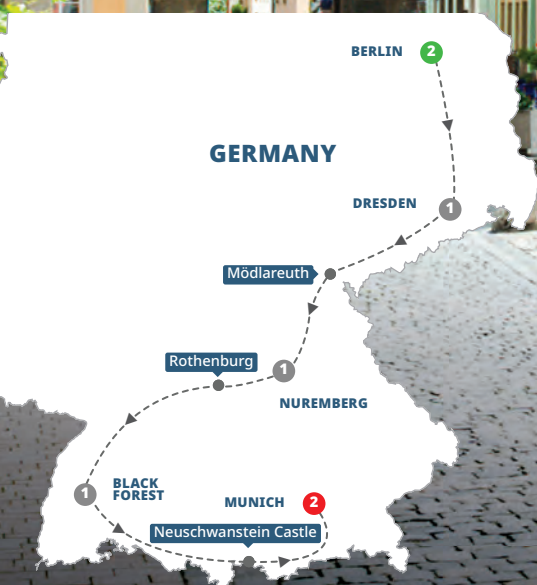 BERLIN 2
GERMANY
DRESDEN 1
Mödlareuth
Rothenburg
1
NUREMBERG
1 BLACK
FOREST
MUNICH 2
Neuschwanstein Castle